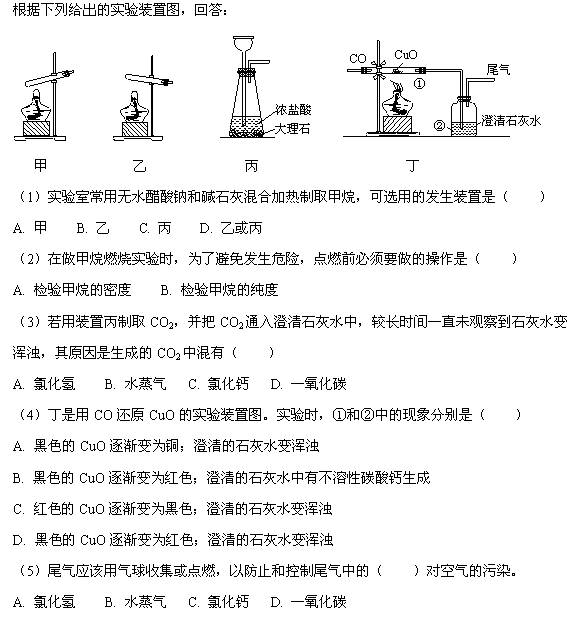 根据下列给出的实验装置图，回答：
CO
CuO
尾气
①
浓盐酸
大理石
②
澄清石灰水
甲
乙
丙
丁
（1）实验室常用无水醋酸钠和碱石灰混合加热制取甲烷，可选用的发生装置是（　　）
A. 甲　B. 乙　C. 丙　D. 乙或丙
（2）在做甲烷燃烧实验时，为了避免发生危险，点燃前必须要做的操作是（　　）
A. 检验甲烷的密度　B. 检验甲烷的纯度
（3）若用装置丙制取 CO₂，并把 CO₂通入澄清石灰水中，较长时间一直未观察到石灰水变
浑浊，其原因是生成的 CO₂中混有（　　）
A. 氯化氢　B. 水蒸气　C. 氯化钙　D. 一氧化碳
（4）丁是用 CO 还原 CuO 的实验装置图。实验时，①和②中的现象分别是（　　）
A. 黑色的 CuO 逐渐变为铜；澄清的石灰水变浑浊
B. 黑色的 CuO 逐渐变为红色；澄清的石灰水中有不溶性碳酸钙生成
C. 红色的 CuO 逐渐变为黑色；澄清的石灰水变浑浊
D. 黑色的 CuO 逐渐变为红色；澄清的石灰水变浑浊
（5）尾气应该用气球收集或点燃，以防止和控制尾气中的（　　）对空气的污染。
A. 氯化氢　B. 水蒸气　C. 氯化钙　D. 一氧化碳